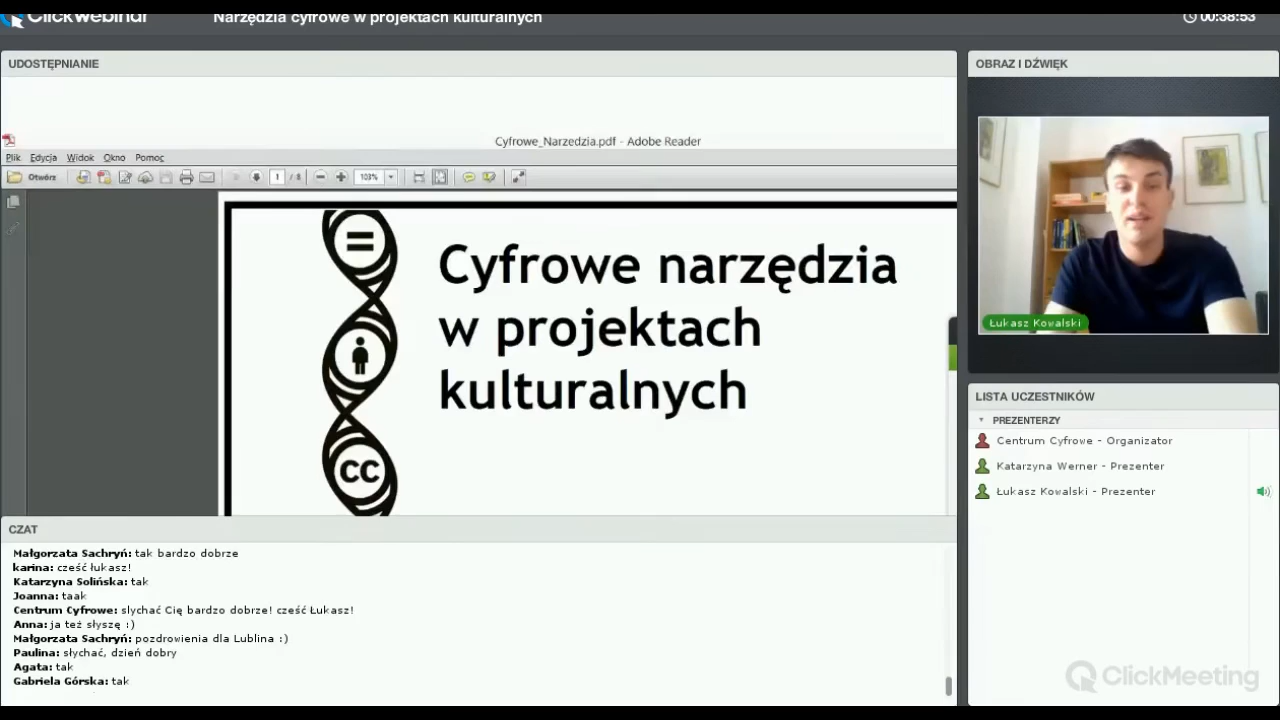 ClickWebinar
Narzędzia cyfrowe w projektach kulturalnych
00:38:53
UDOSTĘPNIANIE
Cyfrowe_Narzedzia.pdf - Adobe Reader
Plik Edycja Widok Okno Pomoc
Otwórz 1 / 8 103%
Cyfrowe narzędzia
w projektach
kulturalnych
=
CC
OBRAZ I DŹWIĘK
Łukasz Kowalski
LISTA UCZESTNIKÓW
PREZENTERZY
Centrum Cyfrowe - Organizator
Katarzyna Werner - Prezenter
Łukasz Kowalski - Prezenter
CZAT
Małgorzata Sachryń: tak bardzo dobrze
karina: cześć łukasz!
Katarzyna Solińska: tak
Joanna: taak
Centrum Cyfrowe: slychać Cię bardzo dobrze! cześć Łukasz!
Anna: ja też słyszę :)
Małgorzata Sachryń: pozdrowienia dla Lublina :)
Paulina: słychać, dzień dobry
Agata: tak
Gabriela Górska: tak
ClickMeeting